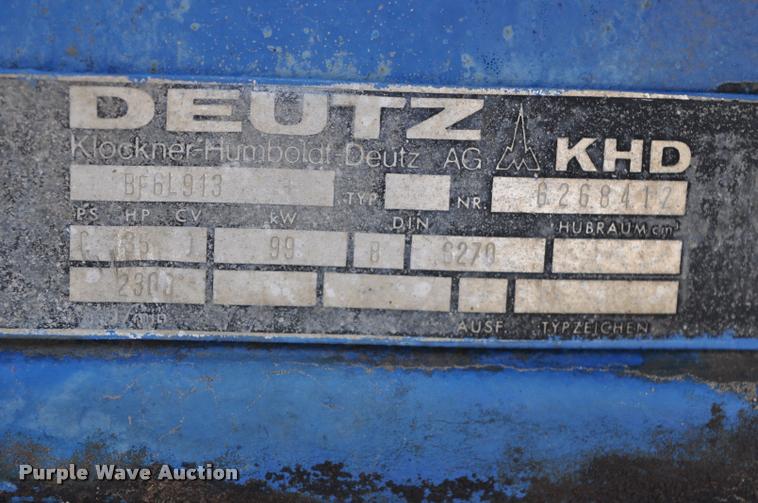 DEUTZ
Klöckner-Humboldt-Deutz AG KHD
BF6L913 TYP NR. 6268412
PS HP CV kW DIN HUBRAUM cm³
99 B 6270
2300
AUSF. TYPZEICHEN
Purple Wave Auction